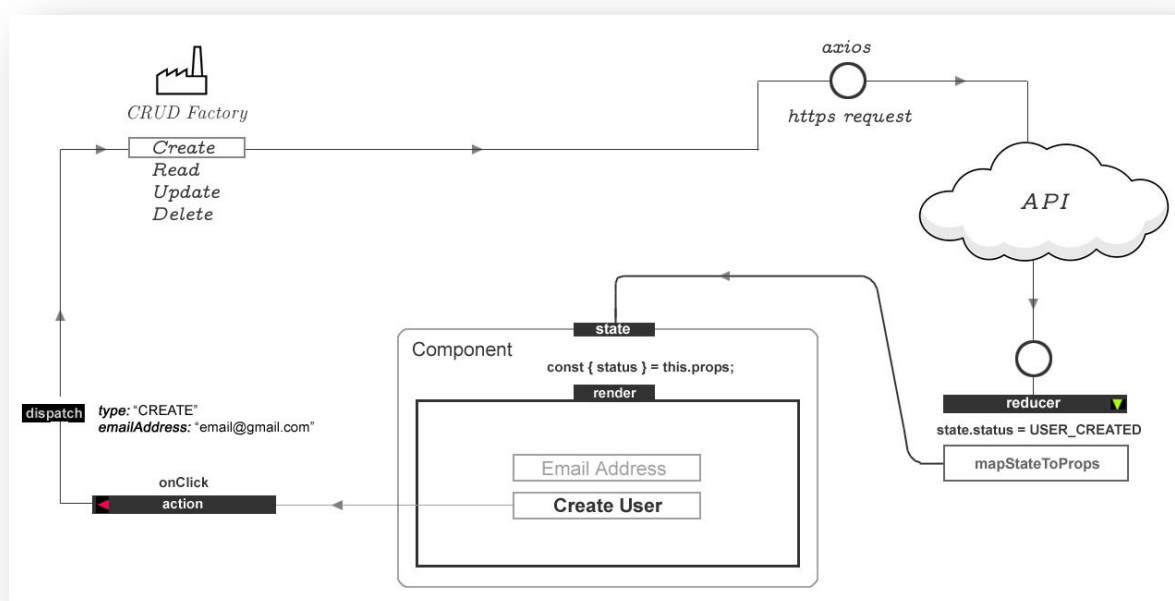 axios
https request
CRUD Factory
Create
Read
Update
Delete
API
state
Component
const { status } = this.props;
render
dispatch
type: “CREATE”
emailAddress: “email@gmail.com”
reducer
state.status = USER_CREATED
mapStateToProps
Email Address
Create User
onClick
action